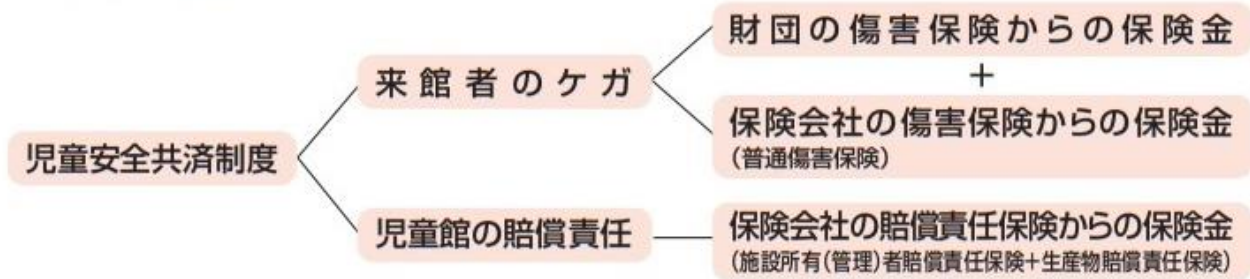 児童安全共済制度
来館者のケガ
財団の傷害保険からの保険金
＋
保険会社の傷害保険からの保険金
（普通傷害保険）
児童館の賠償責任
保険会社の賠償責任保険からの保険金
（施設所有（管理）者賠償責任保険＋生産物賠償責任保険）